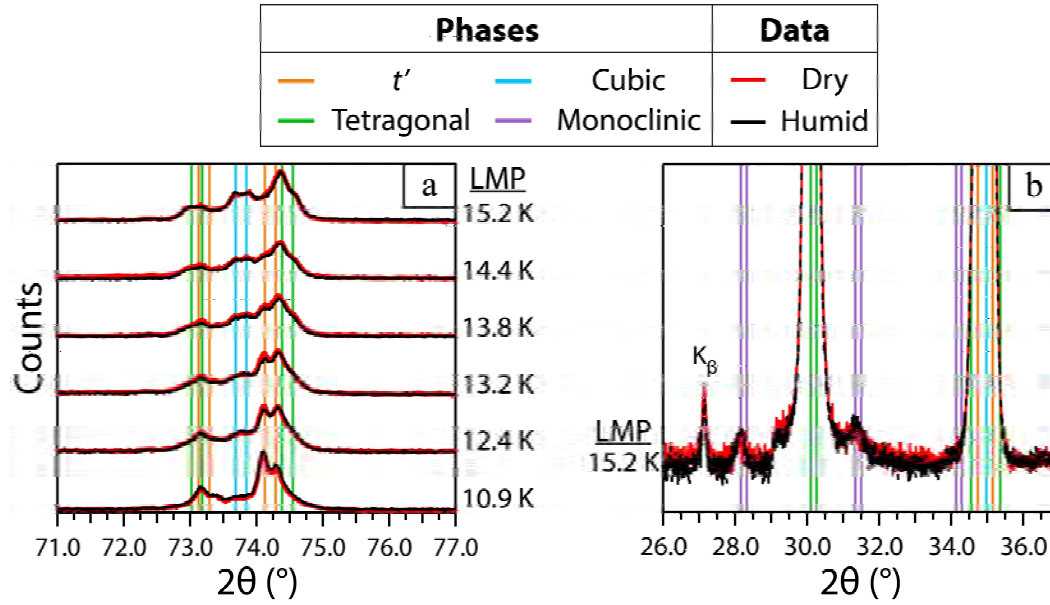 Phases Data
t′ Cubic Dry
Tetragonal Monoclinic Humid
a
LMP
15.2 K
14.4 K
13.8 K
13.2 K
12.4 K
10.9 K
Counts
71.0 72.0 73.0 74.0 75.0 76.0 77.0
2θ (°)
b
Kβ
LMP
15.2 K
26.0 28.0 30.0 32.0 34.0 36.0
2θ (°)